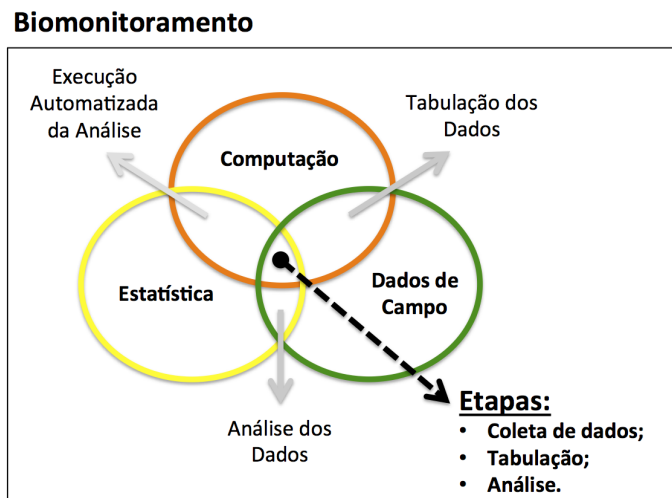 Biomonitoramento
Execução
Automatizada
da Análise
Tabulação dos
Dados
Computação
Estatística
Dados de
Campo
Análise dos
Dados
Etapas:
• Coleta de dados;
• Tabulação;
• Análise.